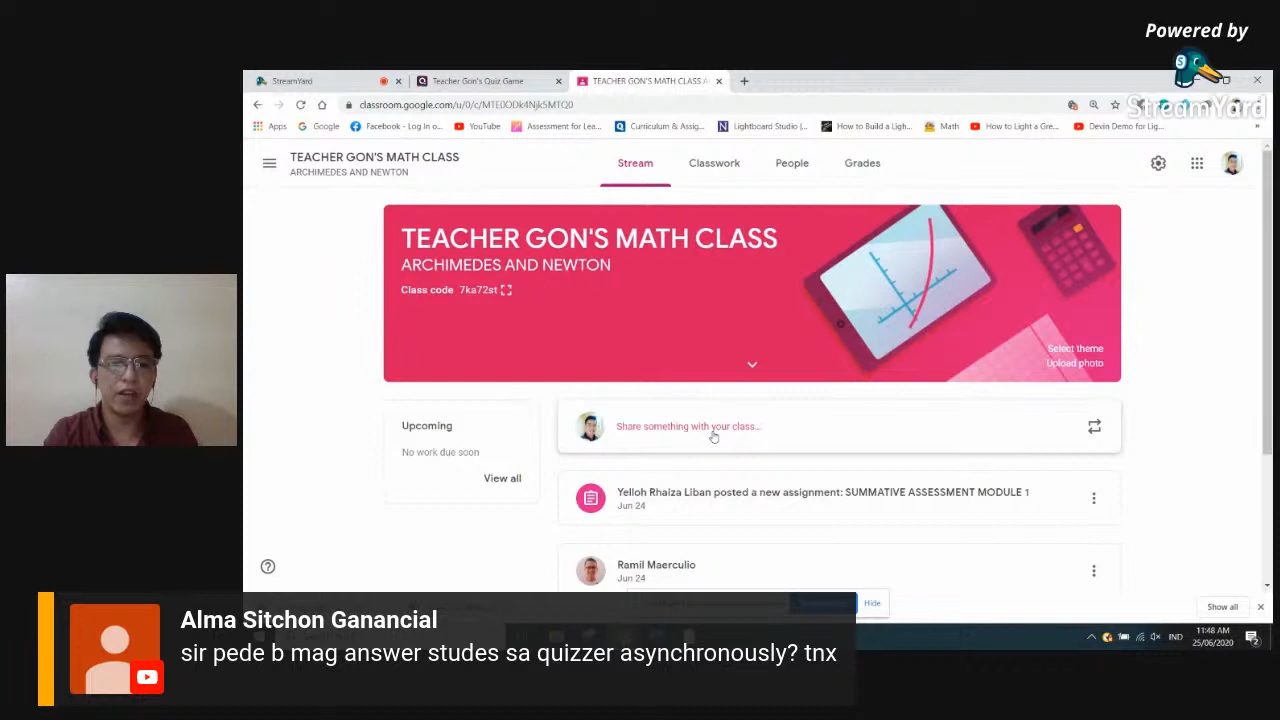 Powered by
StreamYard
StreamYard
Teacher Gon's Quiz Game
TEACHER GON'S MATH CLASS A
classroom.google.com/u/0/c/MTE0ODk4Njk5MTQ0
Apps
Google
Facebook - Log In o...
YouTube
Assessment for Lea...
Curriculum & Assig...
Lightboard Studio |...
How to Build a Ligh...
Math
How to Light a Gre...
Devin Demo for Lig...
TEACHER GON'S MATH CLASS
ARCHIMEDES AND NEWTON
Stream
Classwork
People
Grades
TEACHER GON'S MATH CLASS
ARCHIMEDES AND NEWTON
Class code 7ka72st
Select theme
Upload photo
Upcoming
No work due soon
View all
Share something with your class...
Yelloh Rhaiza Liban posted a new assignment: SUMMATIVE ASSESSMENT MODULE 1
Jun 24
Ramil Maerculio
Jun 24
Hide
Show all
IND
11:48 AM
25/06/2020
Alma Sitchon Ganancial
sir pede b mag answer studes sa quizzer asynchronously? tnx